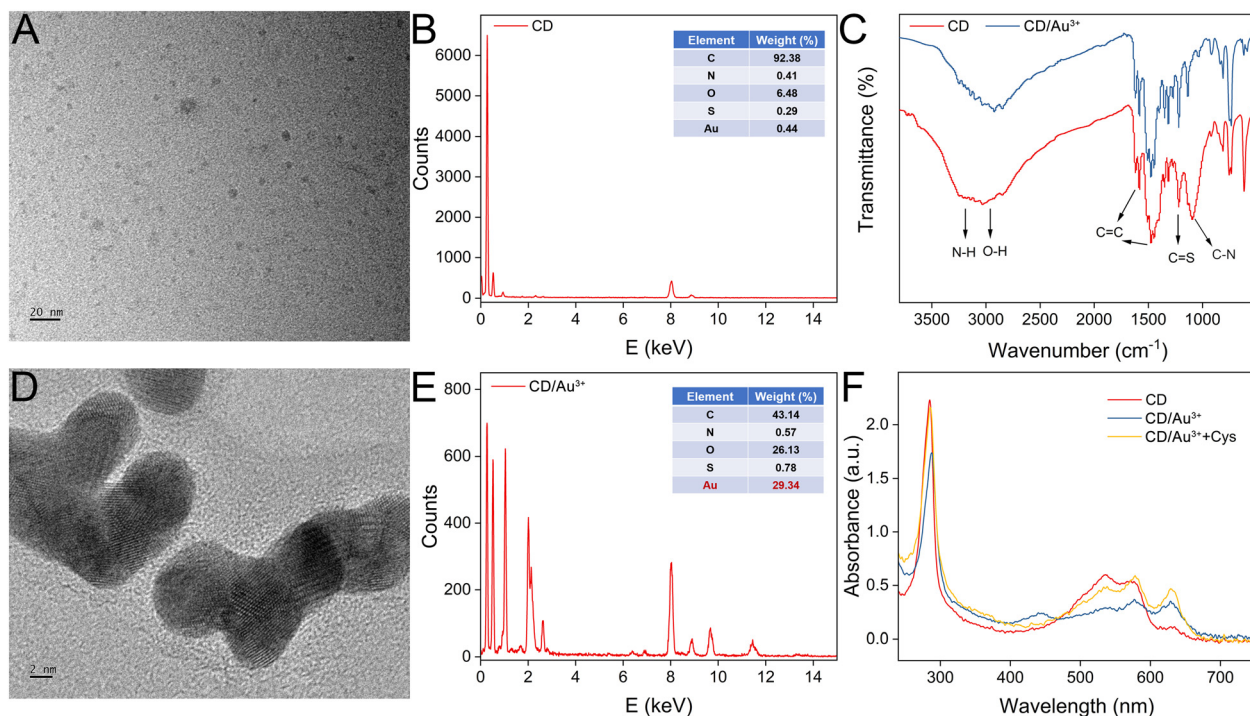 A
20 nm
B
CD
Element Weight (%)
C 92.38
N 0.41
O 6.48
S 0.29
Au 0.44
6000
5000
4000
3000
2000
1000
0
Counts
0 2 4 6 8 10 12 14
E (keV)
C
CD CD/Au³⁺
Transmittance (%)
N-H O-H C=C C=S C-N
3500 3000 2000 1500 1000
Wavenumber (cm⁻¹)
D
2 nm
E
CD/Au³⁺
Element Weight (%)
C 43.14
N 0.57
O 26.13
S 0.78
Au 29.34
800
600
400
200
0
Counts
0 2 4 6 8 10 12 14
E (keV)
F
CD
CD/Au³⁺
CD/Au³⁺+Cys
2.0
1.5
1.0
0.5
0.0
Absorbance (a.u.)
300 400 500 600 700
Wavelength (nm)